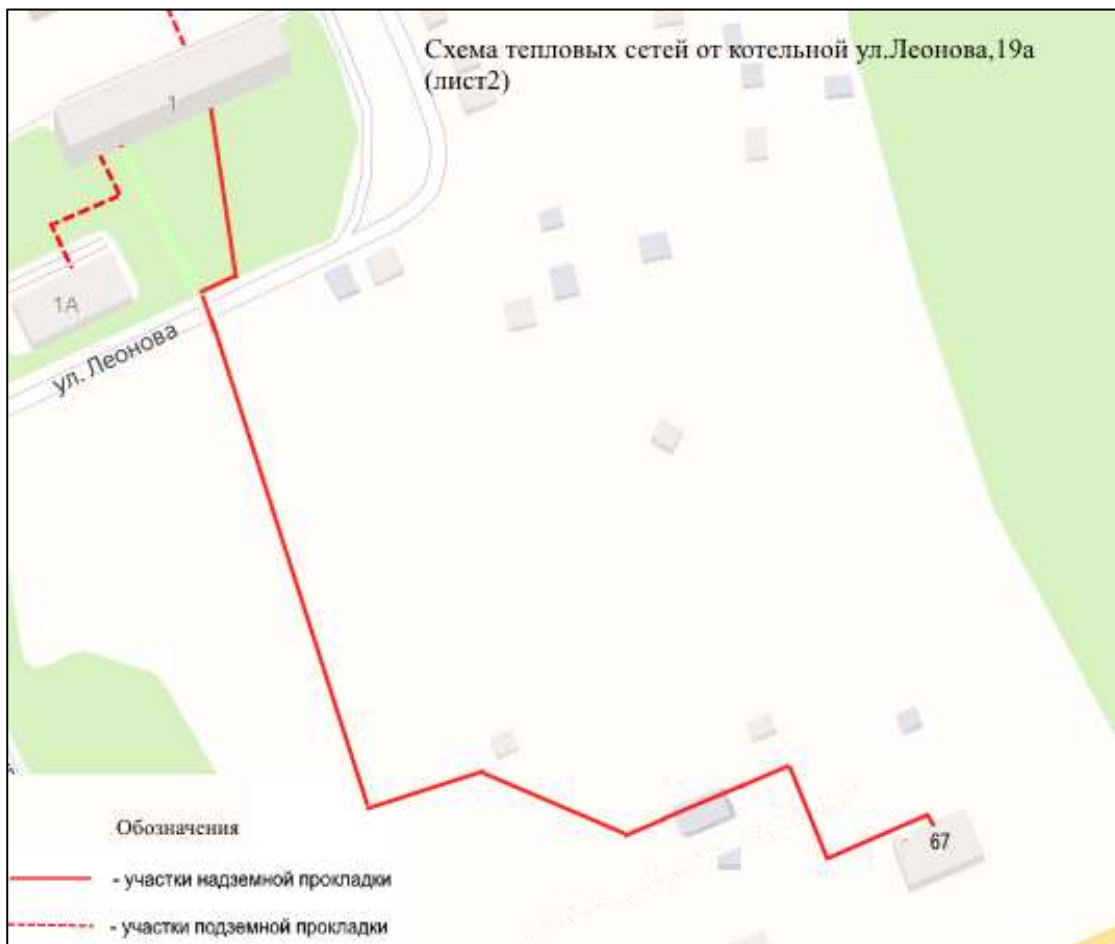 Схема тепловых сетей от котельной ул.Леонова,19а
(лист2)
1
1А
ул. Леонова
67
Обозначения
- участки надземной прокладки
- участки подземной прокладки